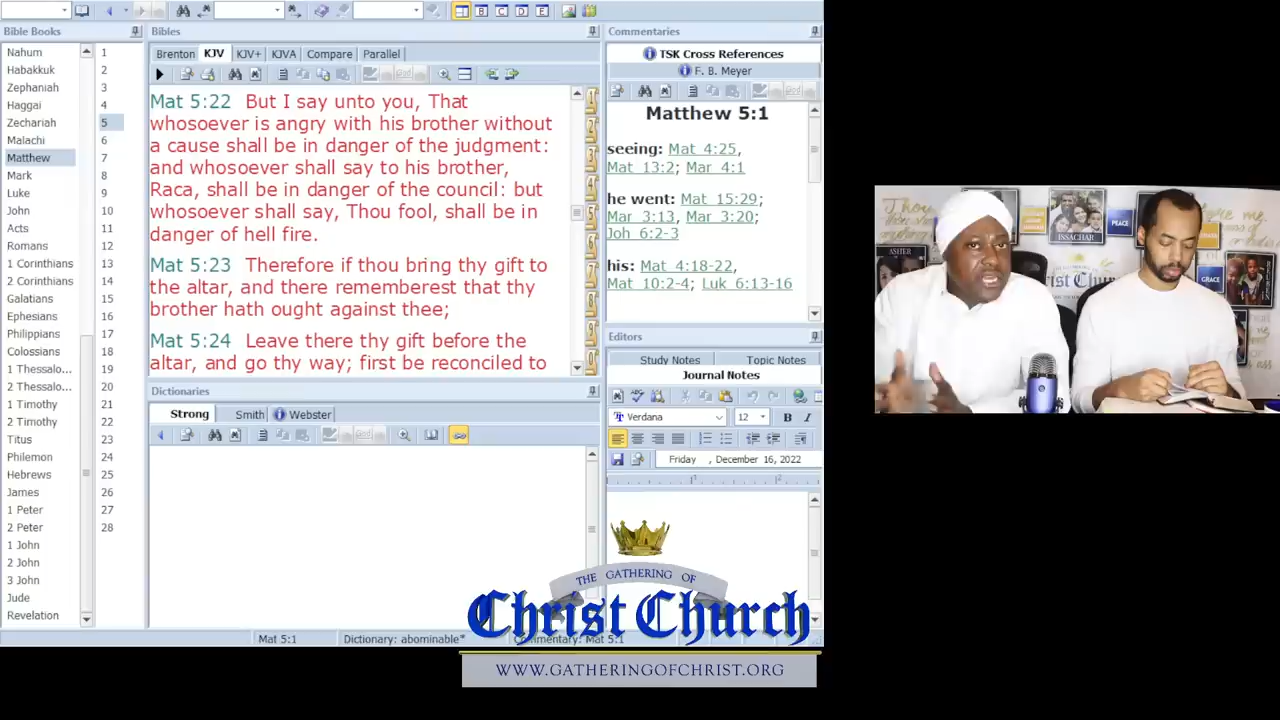 Bible Books
Nahum
Habakkuk
Zephaniah
Haggai
Zechariah
Malachi
Matthew
Mark
Luke
John
Acts
Romans
1 Corinthians
2 Corinthians
Galatians
Ephesians
Philippians
Colossians
1 Thessalo...
2 Thessalo...
1 Timothy
2 Timothy
Titus
Philemon
Hebrews
James
1 Peter
2 Peter
1 John
2 John
3 John
Jude
Revelation
1
2
3
4
5
6
7
8
9
10
11
12
13
14
15
16
17
18
19
20
21
22
23
24
25
26
27
28
B C D E
Bibles
Brenton KJV KJV+ KJVA Compare Parallel
Mat 5:22 But I say unto you, That
whosoever is angry with his brother without
a cause shall be in danger of the judgment:
and whosoever shall say to his brother,
Raca, shall be in danger of the council: but
whosoever shall say, Thou fool, shall be in
danger of hell fire.
Mat 5:23 Therefore if thou bring thy gift to
the altar, and there rememberest that thy
brother hath ought against thee;
Mat 5:24 Leave there thy gift before the
altar, and go thy way; first be reconciled to
Dictionaries
Strong Smith Webster
Commentaries
TSK Cross References
F. B. Meyer
Matthew 5:1
seeing: Mat 4:25,
Mat 13:2; Mar 4:1
he went: Mat 15:29;
Mar 3:13, Mar 3:20;
Joh 6:2-3
his: Mat 4:18-22,
Mat 10:2-4; Luk 6:13-16
Editors
Study Notes Topic Notes
Journal Notes
Verdana 12 B I
Friday , December 16, 2022
THE GATHERING OF
Christ Church
WWW.GATHERINGOFCHRIST.ORG
Mat 5:1 Dictionary: abominable* Commentary: Mat 5:1
ASHER
ISSACHAR
PEACE
GRACE